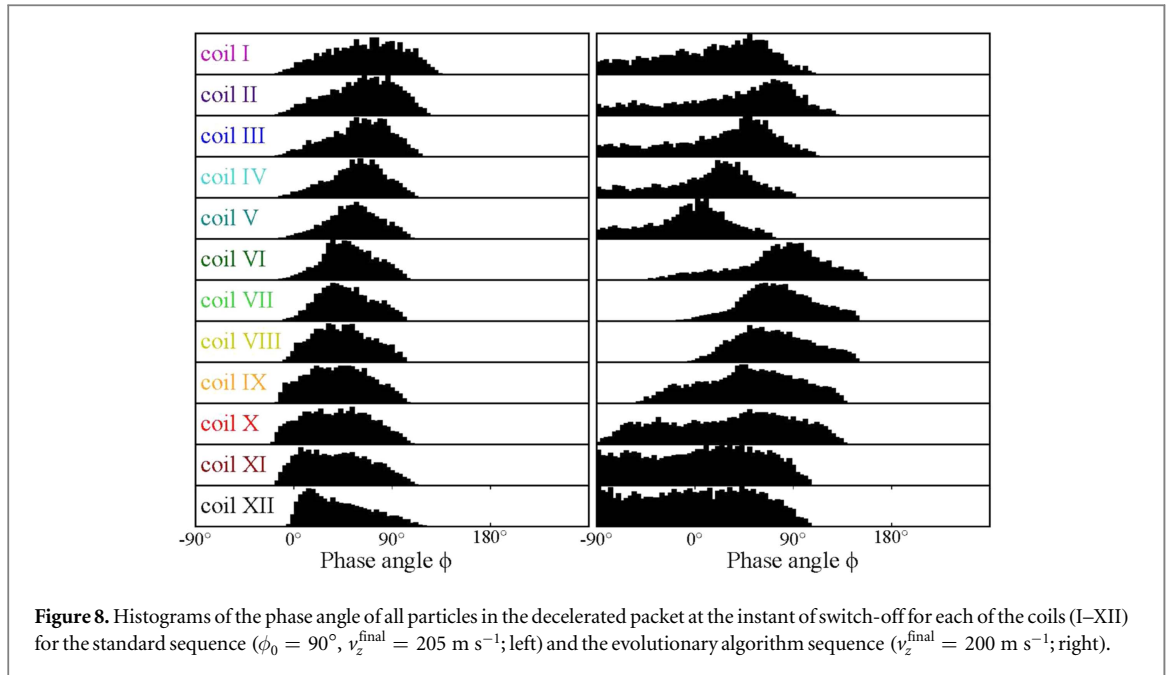 coil I
coil II
coil III
coil IV
coil V
coil VI
coil VII
coil VIII
coil IX
coil X
coil XI
coil XII
-90° 0° 90° 180° -90° 0° 90° 180°
Phase angle ϕ Phase angle ϕ
Figure 8. Histograms of the phase angle of all particles in the decelerated packet at the instant of switch-off for each of the coils (I–XII)
for the standard sequence (ϕ₀ = 90°, v_z^final = 205 m s⁻¹; left) and the evolutionary algorithm sequence (v_z^final = 200 m s⁻¹; right).